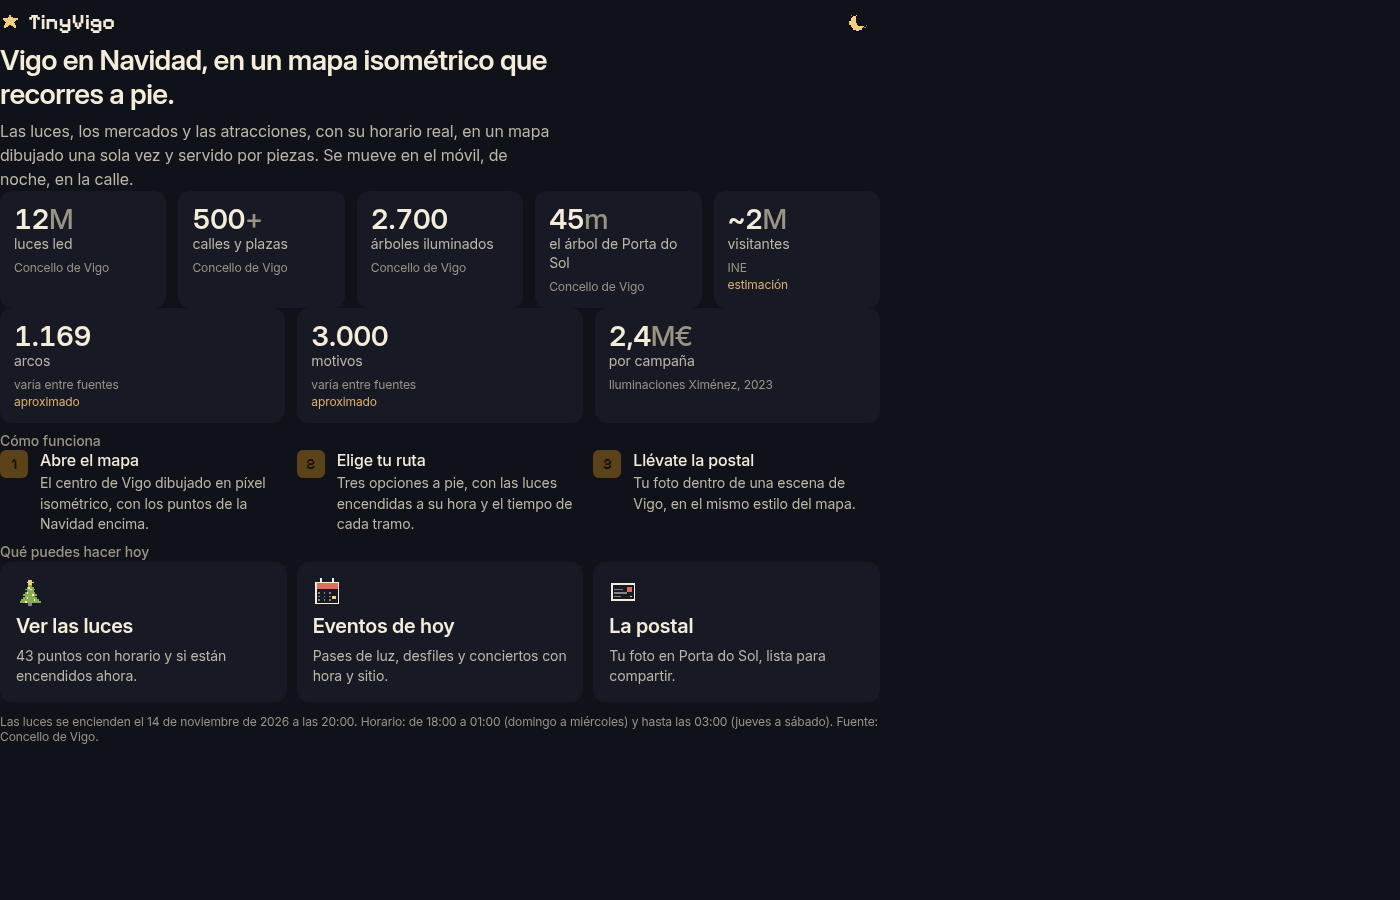 TinyVigo
Vigo en Navidad, en un mapa isométrico que
recorres a pie.
Las luces, los mercados y las atracciones, con su horario real, en un mapa
dibujado una sola vez y servido por piezas. Se mueve en el móvil, de
noche, en la calle.
12M
luces led
Concello de Vigo
500+
calles y plazas
Concello de Vigo
2.700
árboles iluminados
Concello de Vigo
45m
el árbol de Porta do
Sol
Concello de Vigo
~2M
visitantes
INE
estimación
1.169
arcos
varía entre fuentes
aproximado
3.000
motivos
varía entre fuentes
aproximado
2,4M€
por campaña
Iluminaciones Ximénez, 2023
Cómo funciona
1
Abre el mapa
El centro de Vigo dibujado en píxel
isométrico, con los puntos de la
Navidad encima.
2
Elige tu ruta
Tres opciones a pie, con las luces
encendidas a su hora y el tiempo de
cada tramo.
3
Llévate la postal
Tu foto dentro de una escena de
Vigo, en el mismo estilo del mapa.
Qué puedes hacer hoy
Ver las luces
43 puntos con horario y si están
encendidos ahora.
Eventos de hoy
Pases de luz, desfiles y conciertos con
hora y sitio.
La postal
Tu foto en Porta do Sol, lista para
compartir.
Las luces se encienden el 14 de noviembre de 2026 a las 20:00. Horario: de 18:00 a 01:00 (domingo a miércoles) y hasta las 03:00 (jueves a sábado). Fuente:
Concello de Vigo.